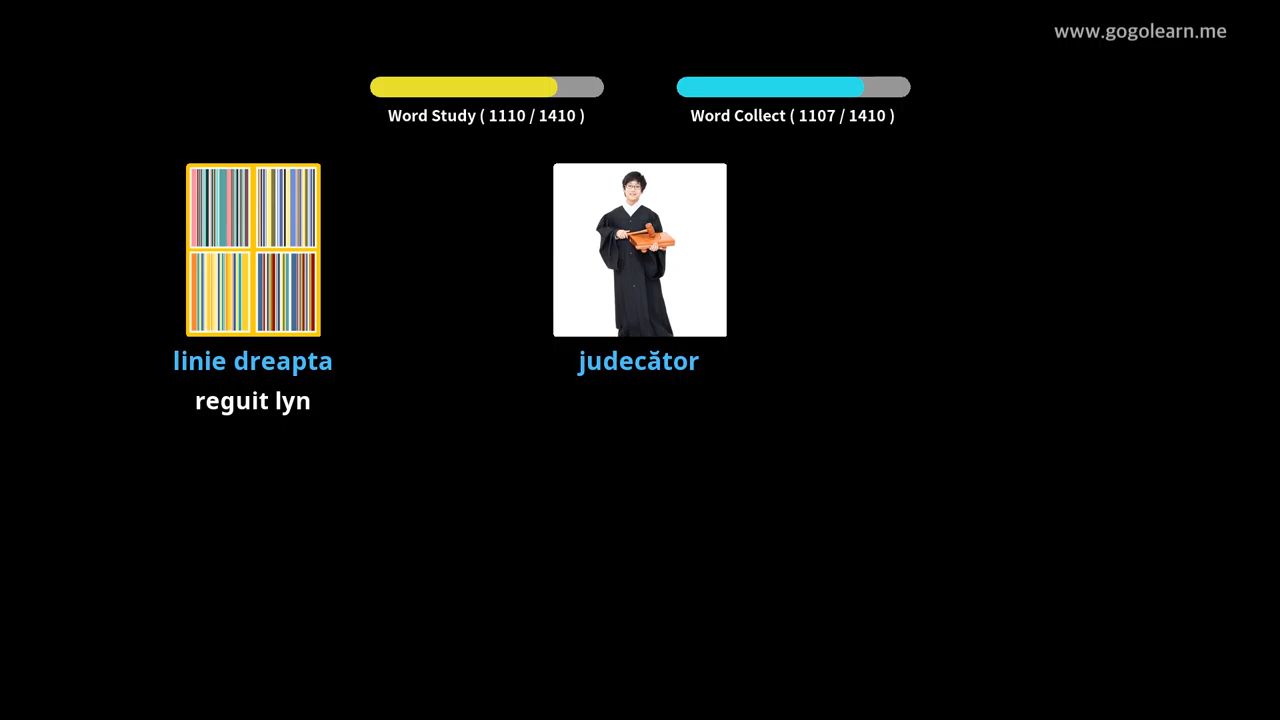 www.gogolearn.me
Word Study ( 1110 / 1410 )
Word Collect ( 1107 / 1410 )
linie dreapta
reguit lyn
judecător